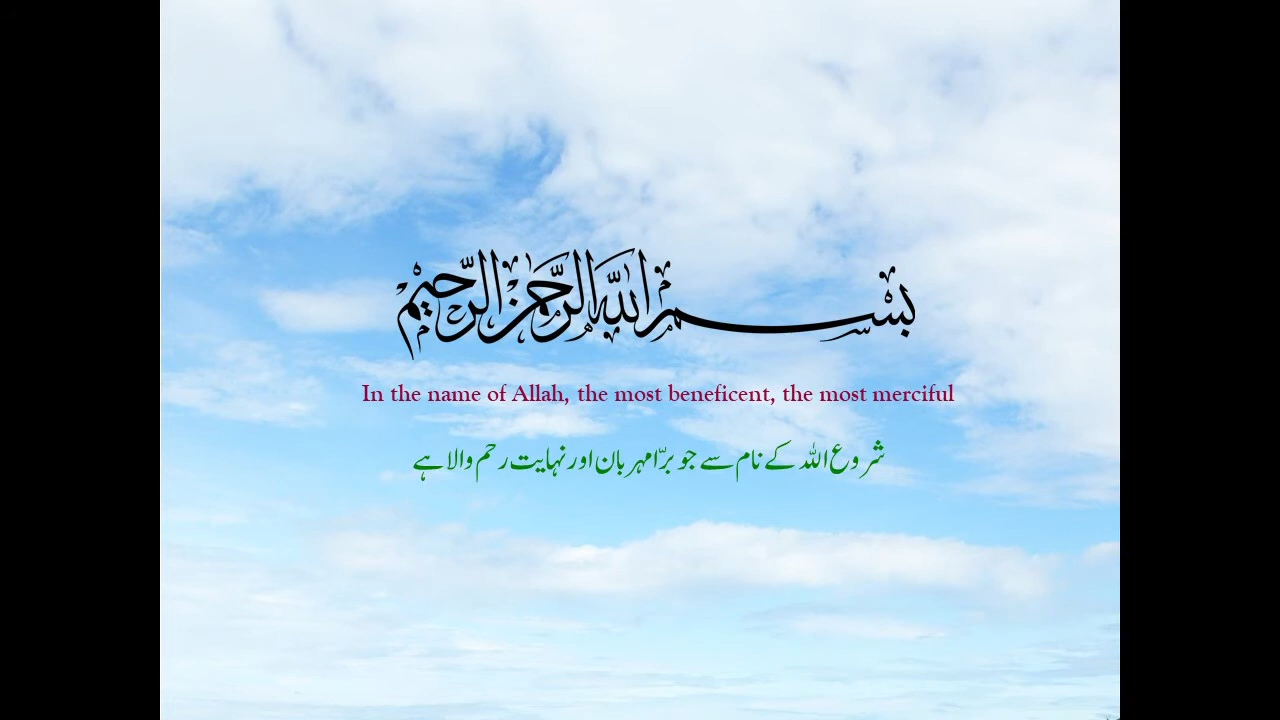 بسم الله الرحمن الرحيم
In the name of Allah, the most beneficent, the most merciful
شروع اللہ کے نام سے جو بڑا مہربان اور نہایت رحم والا ہے